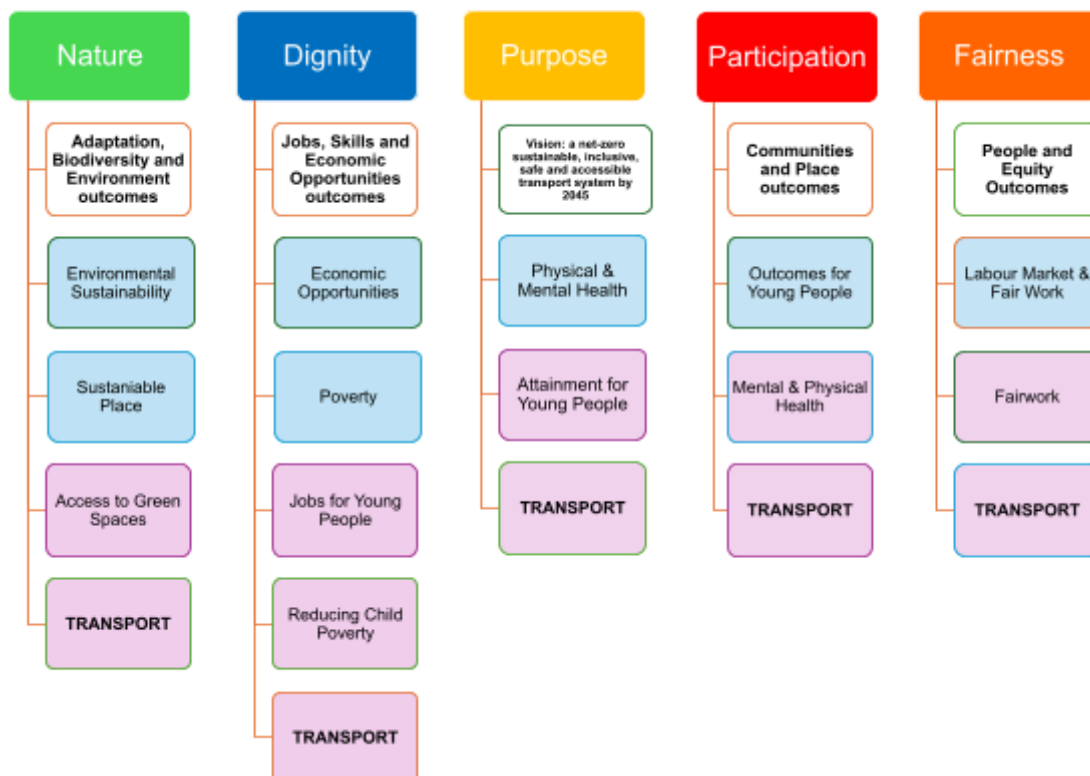 Nature
Adaptation,
Biodiversity and
Environment
outcomes
Environmental
Sustainability
Sustaniable
Place
Access to Green
Spaces
TRANSPORT
Dignity
Jobs, Skills and
Economic
Opportunities
outcomes
Economic
Opportunities
Poverty
Jobs for Young
People
Reducing Child
Poverty
TRANSPORT
Purpose
Vision: a net-zero
sustainable, inclusive,
safe and accessible
transport system by
2045
Physical &
Mental Health
Attainment for
Young People
TRANSPORT
Participation
Communities
and Place
outcomes
Outcomes for
Young People
Mental & Physical
Health
TRANSPORT
Fairness
People and
Equity
Outcomes
Labour Market &
Fair Work
Fairwork
TRANSPORT